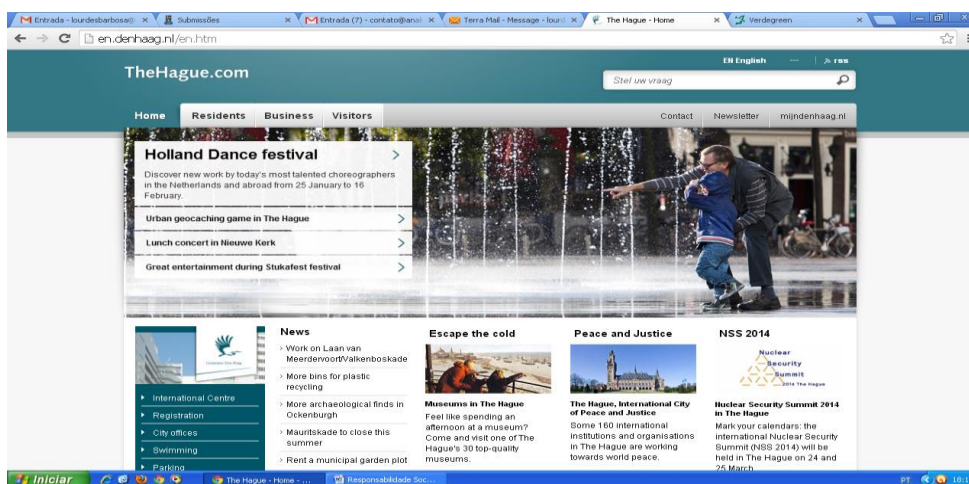 Entrada - lourdesbarbosa@
Submissões
Entrada (7) - contato@anai
Terra Mail - Message - lourd
The Hague - Home
Verdegreen
en.denhaag.nl/en.htm
EN English
rss
TheHague.com
Stel uw vraag
Home Residents Business Visitors Contact Newsletter mijndenhaag.nl
Holland Dance festival
Discover new work by today's most talented choreographers
in the Netherlands and abroad from 25 January to 16
February.
Urban geocaching game in The Hague
Lunch concert in Nieuwe Kerk
Great entertainment during Stukafest festival
International Centre
Registration
City offices
Swimming
Parking
News
Work on Laan van
Meerdervoort/Valkenboskade
More bins for plastic
recycling
More archaeological finds in
Ockenburgh
Mauritskade to close this
summer
Rent a municipal garden plot
Escape the cold
Museums in The Hague
Feel like spending an
afternoon at a museum?
Come and visit one of The
Hague's 30 top-quality
museums.
Peace and Justice
The Hague, International City
of Peace and Justice
Some 160 international
institutions and organisations
in The Hague are working
towards world peace.
NSS 2014
Nuclear
Security
Summit
2014 The Hague
Nuclear Security Summit 2014
in The Hague
Mark your calendars: the
international Nuclear Security
Summit (NSS 2014) will be
held in The Hague on 24 and
25 March.
Iniciar
The Hague - Home - ...
Responsabilidade Soc...
PT